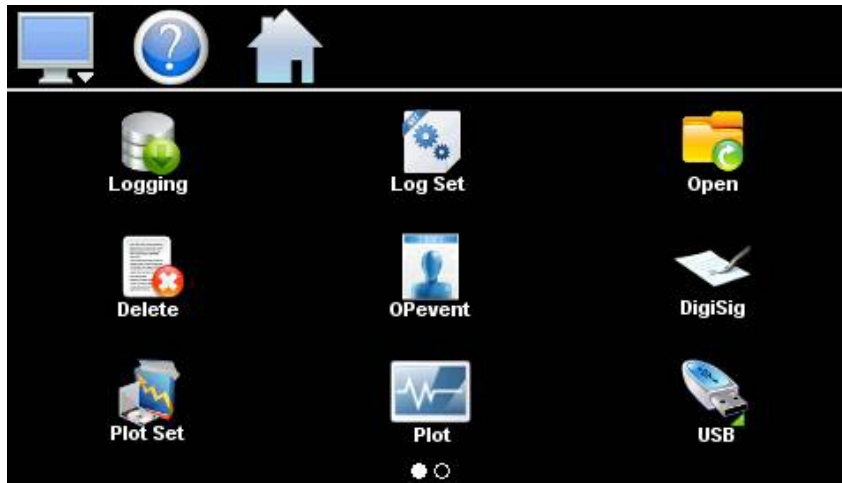 ?
Logging
Log Set
Open
Delete
OPevent
DigiSig
Plot Set
Plot
USB